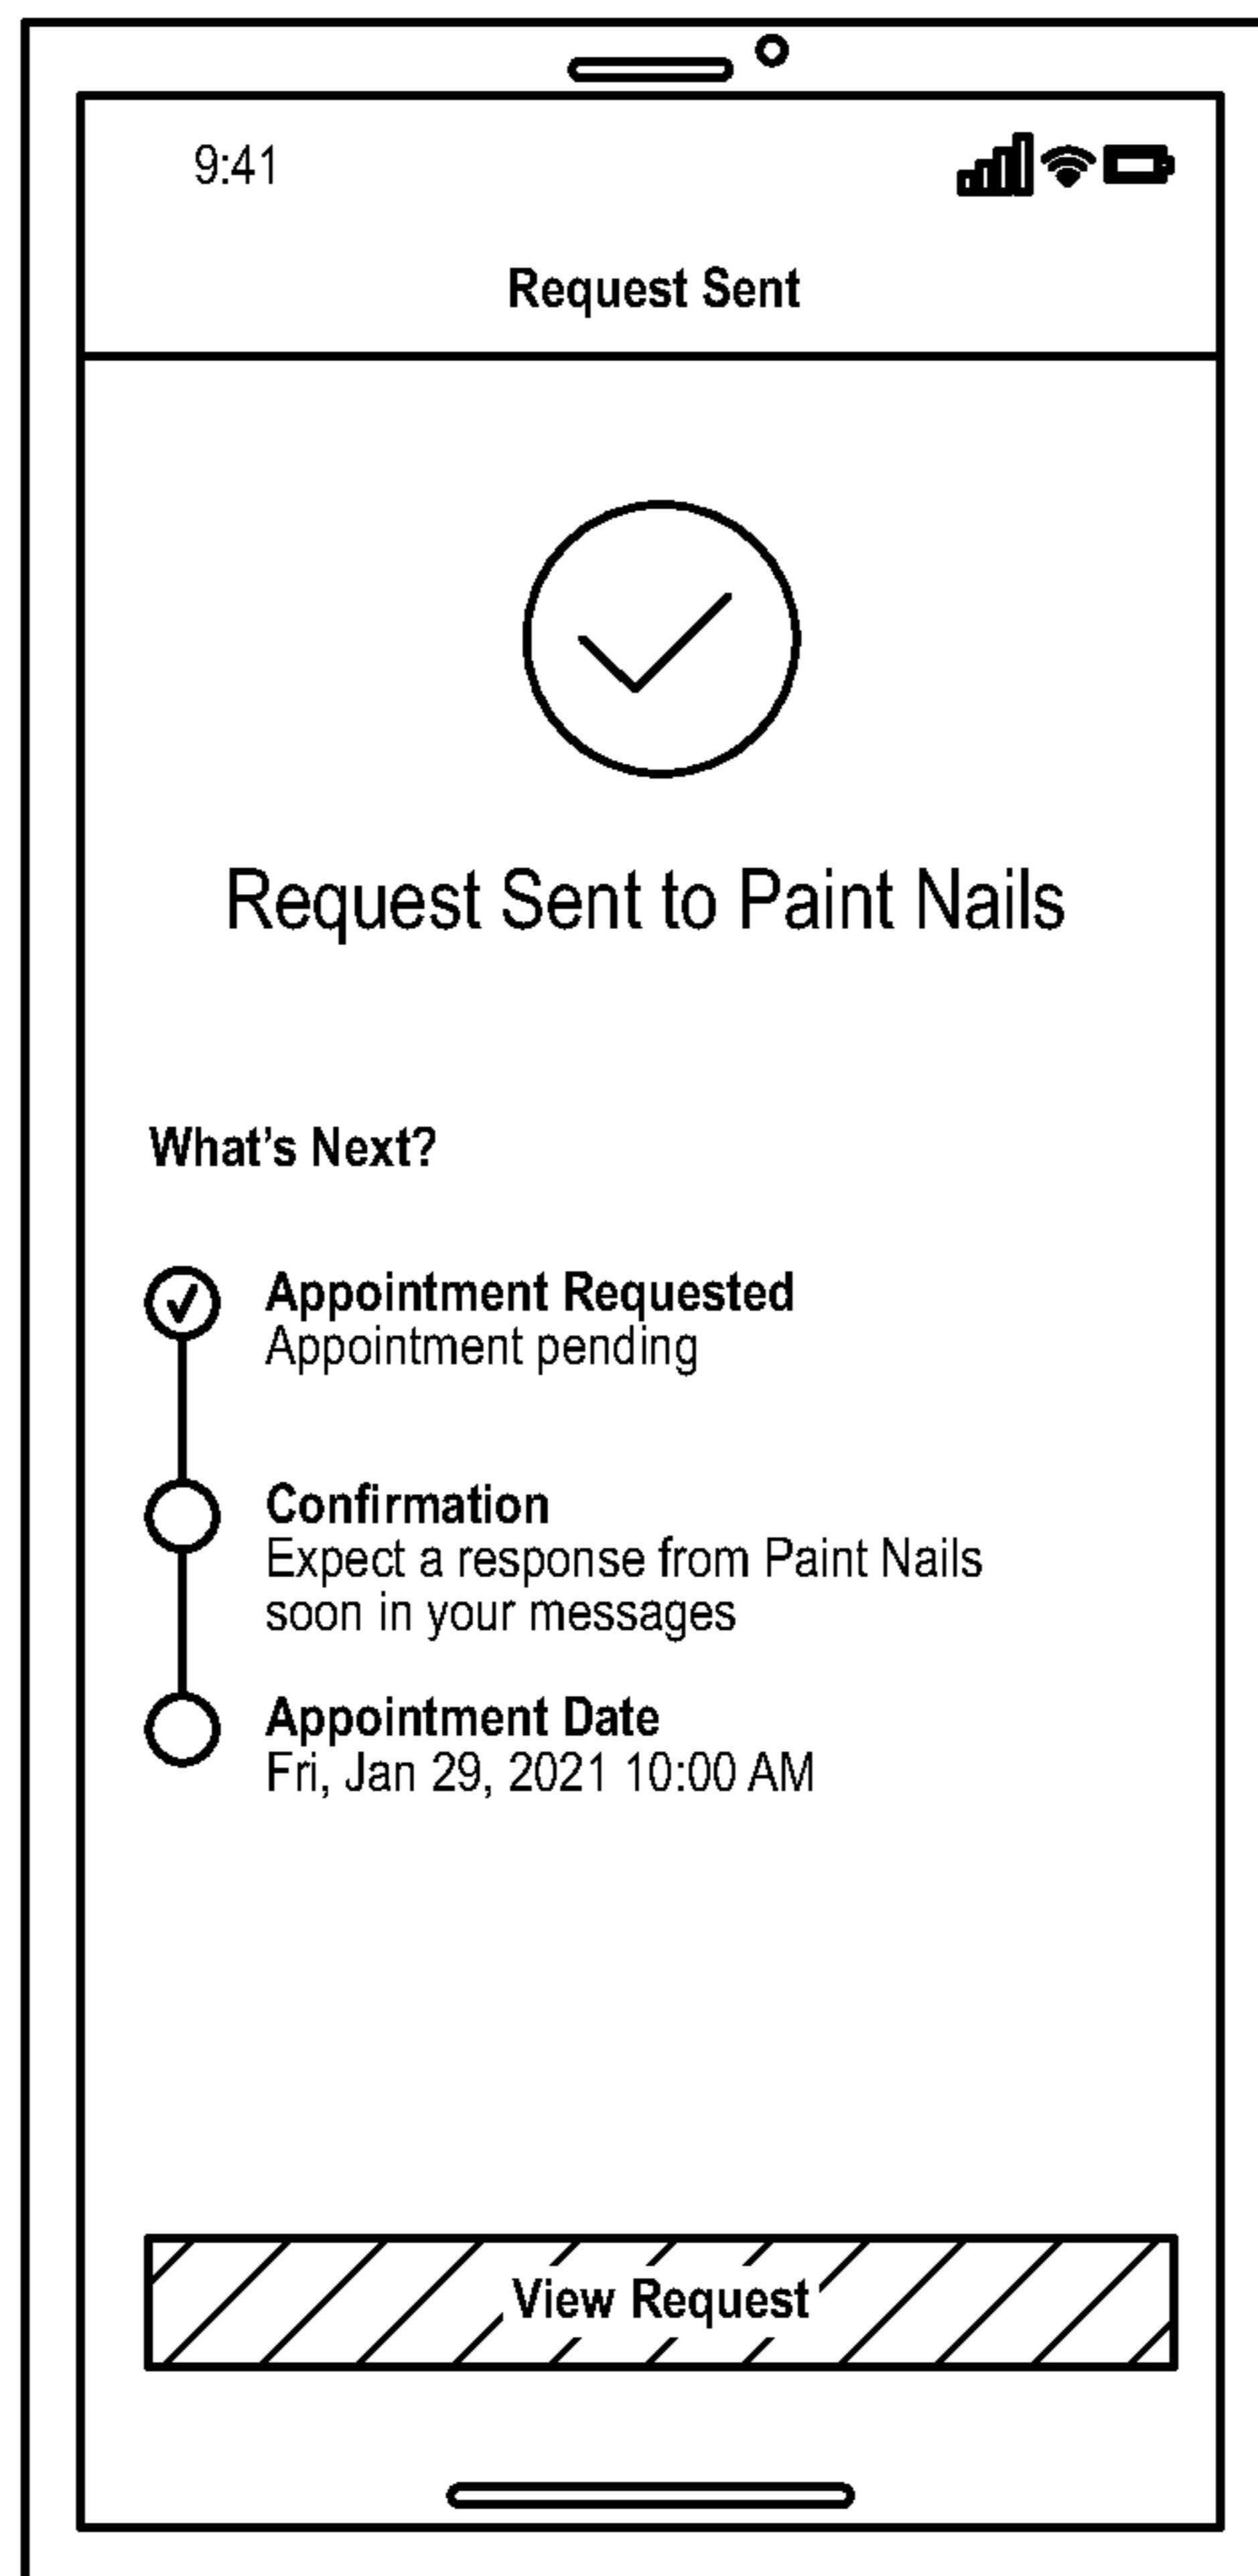 9:41
Request Sent
Request Sent to Paint Nails
What's Next?
Appointment Requested
Appointment pending
Confirmation
Expect a response from Paint Nails
soon in your messages
Appointment Date
Fri, Jan 29, 2021 10:00 AM
View Request